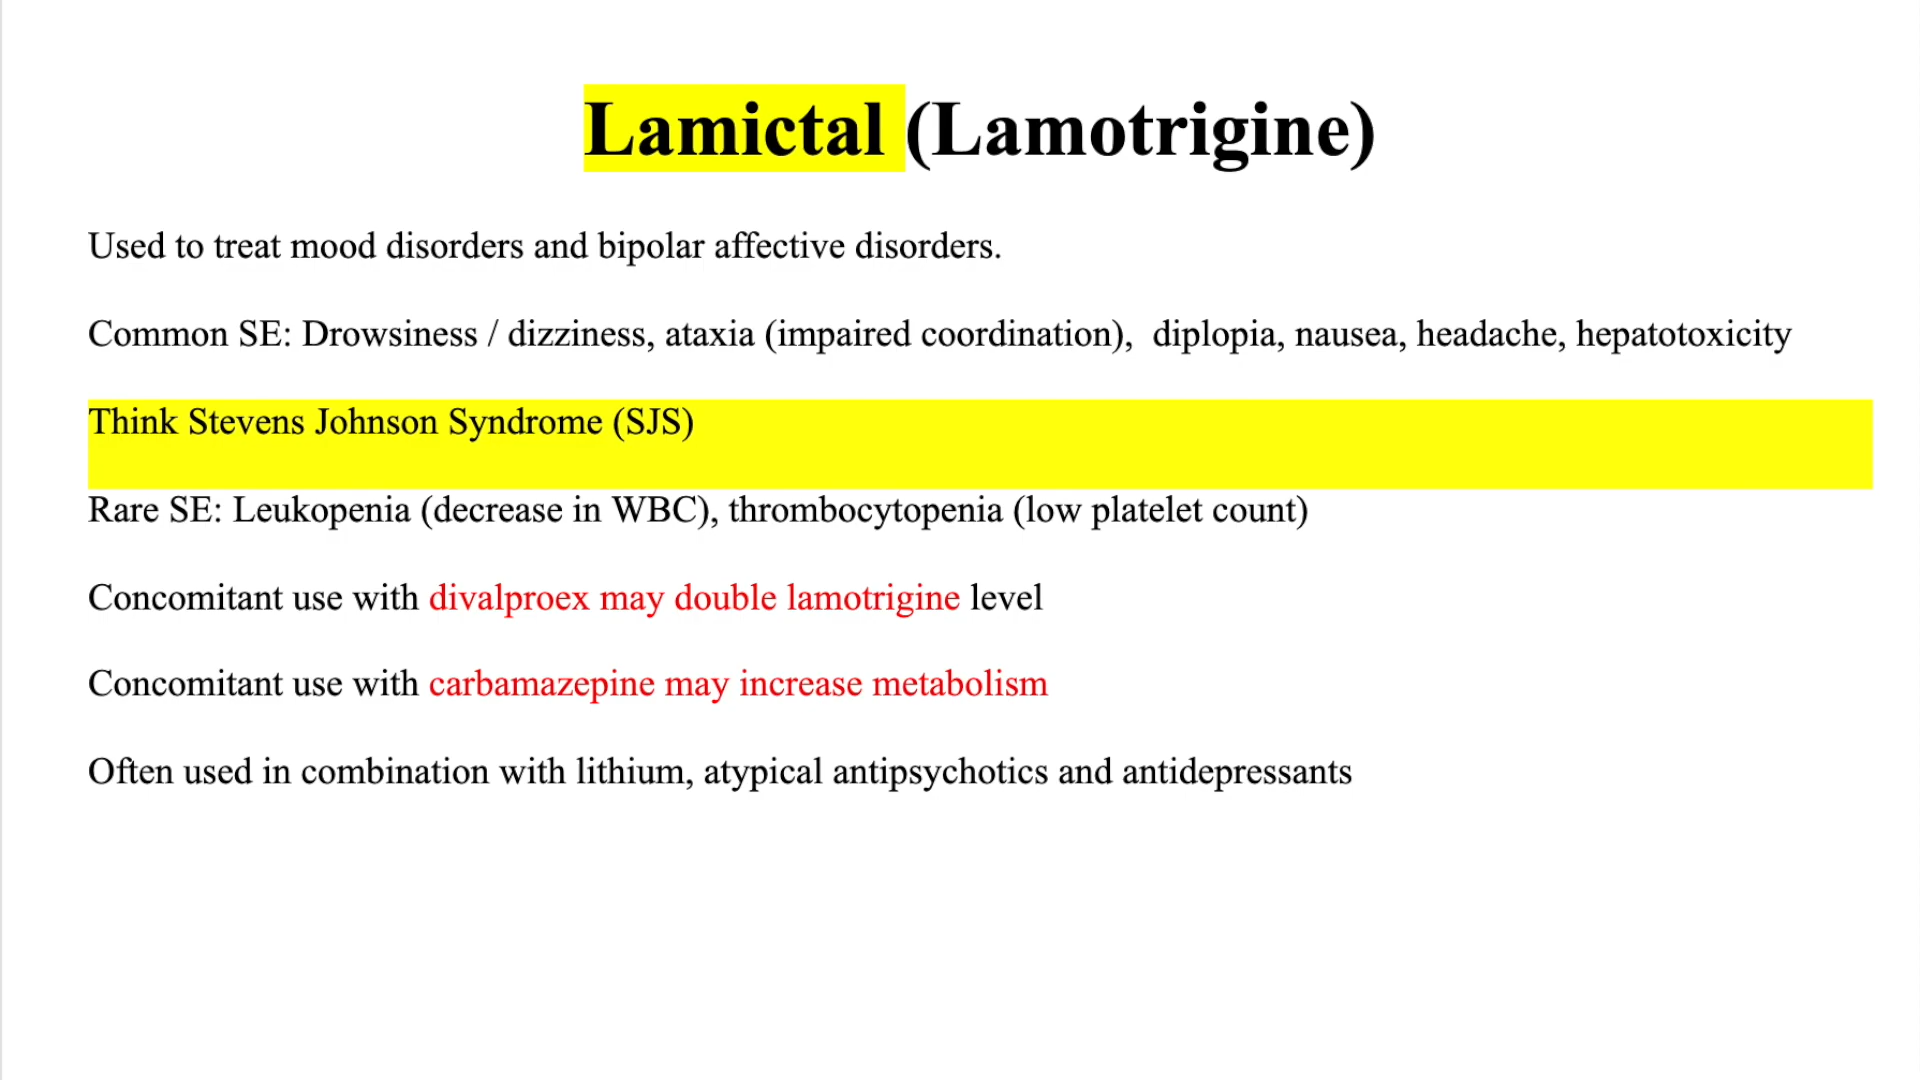 Lamictal (Lamotrigine)
Used to treat mood disorders and bipolar affective disorders.
Common SE: Drowsiness / dizziness, ataxia (impaired coordination),  diplopia, nausea, headache, hepatotoxicity
Think Stevens Johnson Syndrome (SJS)
Rare SE: Leukopenia (decrease in WBC), thrombocytopenia (low platelet count)
Concomitant use with divalproex may double lamotrigine level
Concomitant use with carbamazepine may increase metabolism
Often used in combination with lithium, atypical antipsychotics and antidepressants